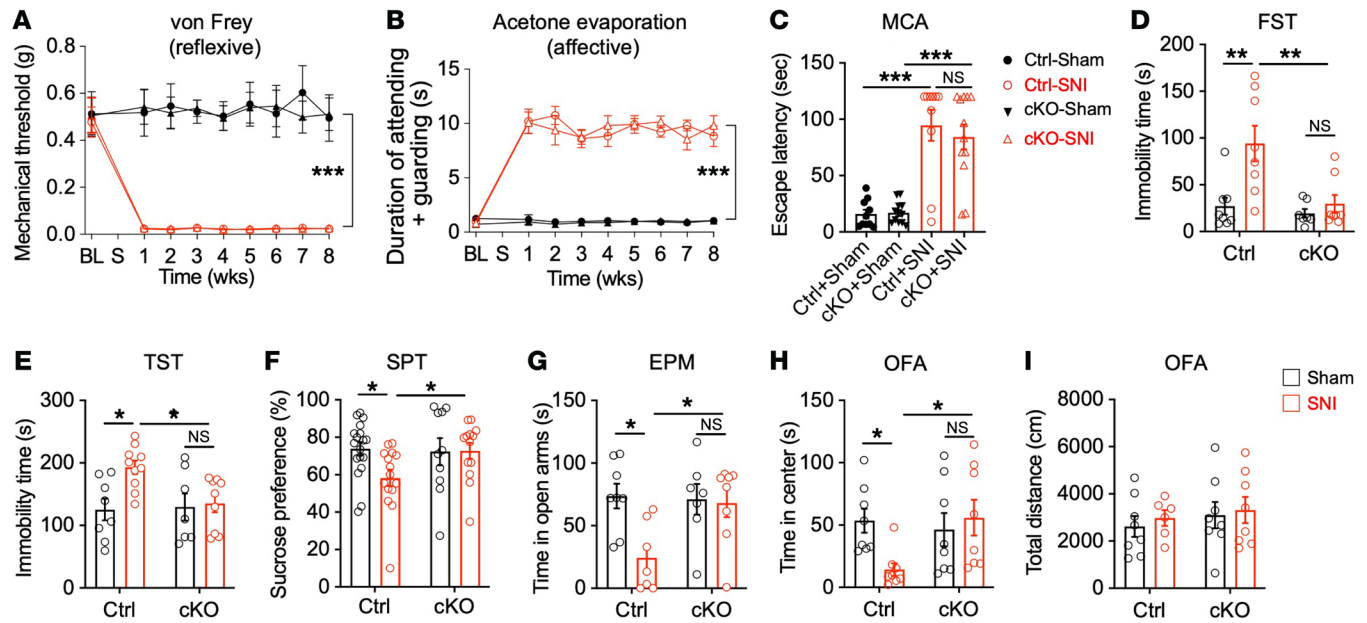 A
von Frey
(reflexive)
Mechanical threshold (g)
0.8
0.6
0.4
0.2
0.0
***
BL S 1 2 3 4 5 6 7 8
Time (wks)
B
Acetone evaporation
(affective)
Duration of attending
+ guarding (s)
15
10
5
0
***
BL S 1 2 3 4 5 6 7 8
Time (wks)
C
MCA
Escape latency (sec)
150
100
50
0
***
*** NS
Ctrl+Sham
cKO+Sham
Ctrl+SNI
cKO+SNI
Ctrl-Sham
Ctrl-SNI
cKO-Sham
cKO-SNI
D
FST
Immobility time (s)
200
150
100
50
0
** **
NS
Ctrl cKO
E
TST
Immobility time (s)
300
200
100
0
* *
NS
Ctrl cKO
F
SPT
Sucrose preference (%)
100
80
60
40
20
0
* *
Ctrl cKO
G
EPM
Time in open arms (s)
150
100
50
0
*
* NS
Ctrl cKO
H
OFA
Time in center (s)
150
100
50
0
*
* NS
Ctrl cKO
I
OFA
Total distance (cm)
8000
6000
4000
2000
0
Ctrl cKO
Sham
SNI